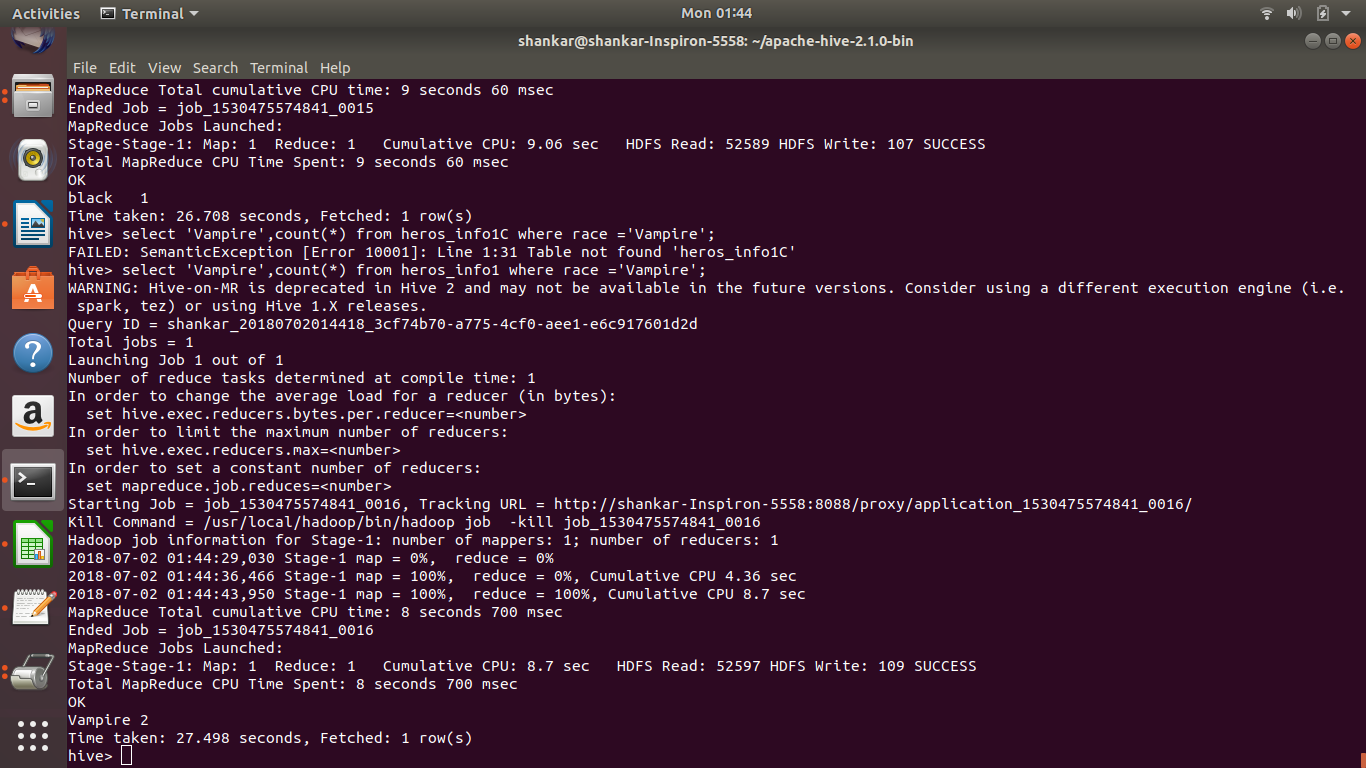 Activities Terminal Mon 01:44
shankar@shankar-Inspiron-5558: ~/apache-hive-2.1.0-bin
File Edit View Search Terminal Help
MapReduce Total cumulative CPU time: 9 seconds 60 msec
Ended Job = job_1530475574841_0015
MapReduce Jobs Launched:
Stage-Stage-1: Map: 1  Reduce: 1   Cumulative CPU: 9.06 sec   HDFS Read: 52589 HDFS Write: 107 SUCCESS
Total MapReduce CPU Time Spent: 9 seconds 60 msec
OK
black	1
Time taken: 26.708 seconds, Fetched: 1 row(s)
hive> select 'Vampire',count(*) from heros_info1C where race ='Vampire';
FAILED: SemanticException [Error 10001]: Line 1:31 Table not found 'heros_info1C'
hive> select 'Vampire',count(*) from heros_info1 where race ='Vampire';
WARNING: Hive-on-MR is deprecated in Hive 2 and may not be available in the future versions. Consider using a different execution engine (i.e.
 spark, tez) or using Hive 1.X releases.
Query ID = shankar_20180702014418_3cf74b70-a775-4cf0-aee1-e6c917601d2d
Total jobs = 1
Launching Job 1 out of 1
Number of reduce tasks determined at compile time: 1
In order to change the average load for a reducer (in bytes):
  set hive.exec.reducers.bytes.per.reducer=<number>
In order to limit the maximum number of reducers:
  set hive.exec.reducers.max=<number>
In order to set a constant number of reducers:
  set mapreduce.job.reduces=<number>
Starting Job = job_1530475574841_0016, Tracking URL = http://shankar-Inspiron-5558:8088/proxy/application_1530475574841_0016/
Kill Command = /usr/local/hadoop/bin/hadoop job  -kill job_1530475574841_0016
Hadoop job information for Stage-1: number of mappers: 1; number of reducers: 1
2018-07-02 01:44:29,030 Stage-1 map = 0%,  reduce = 0%
2018-07-02 01:44:36,466 Stage-1 map = 100%,  reduce = 0%, Cumulative CPU 4.36 sec
2018-07-02 01:44:43,950 Stage-1 map = 100%,  reduce = 100%, Cumulative CPU 8.7 sec
MapReduce Total cumulative CPU time: 8 seconds 700 msec
Ended Job = job_1530475574841_0016
MapReduce Jobs Launched:
Stage-Stage-1: Map: 1  Reduce: 1   Cumulative CPU: 8.7 sec   HDFS Read: 52597 HDFS Write: 109 SUCCESS
Total MapReduce CPU Time Spent: 8 seconds 700 msec
OK
Vampire	2
Time taken: 27.498 seconds, Fetched: 1 row(s)
hive>